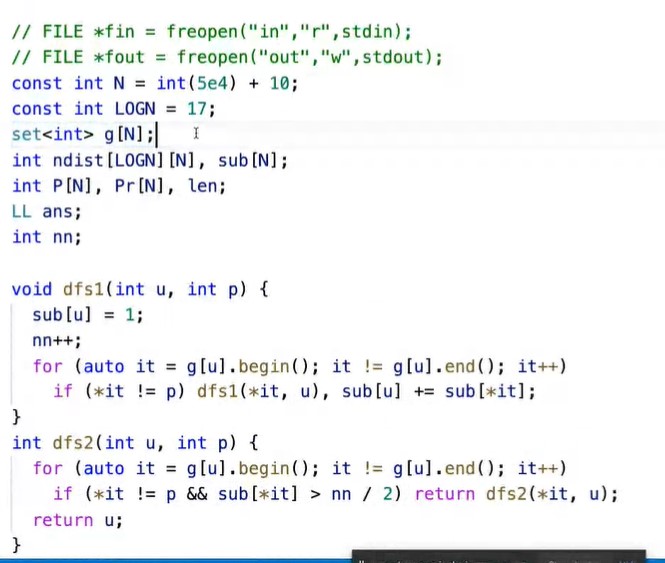 // FILE *fin = freopen("in","r",stdin);
// FILE *fout = freopen("out","w",stdout);
const int N = int(5e4) + 10;
const int LOGN = 17;
set<int> g[N];
int ndist[LOGN][N], sub[N];
int P[N], Pr[N], len;
LL ans;
int nn;

void dfs1(int u, int p) {
  sub[u] = 1;
  nn++;
  for (auto it = g[u].begin(); it != g[u].end(); it++)
    if (*it != p) dfs1(*it, u), sub[u] += sub[*it];
}
int dfs2(int u, int p) {
  for (auto it = g[u].begin(); it != g[u].end(); it++)
    if (*it != p && sub[*it] > nn / 2) return dfs2(*it, u);
  return u;
}